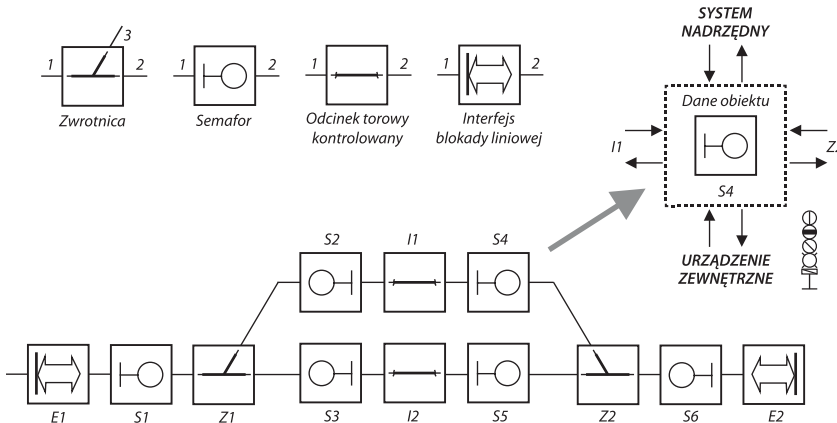 3
1 2
Zwrotnica
1 2
Semafor
1 2
Odcinek torowy
kontrolowany
1 2
Interfejs
blokady liniowej
SYSTEM
NADRZĘDNY
Dane obiektu
I1
S4
URZĄDZENIE
ZEWNĘTRZNE
S2 I1 S4
E1 S1 Z1 S3 I2 S5 Z2 S6 E2